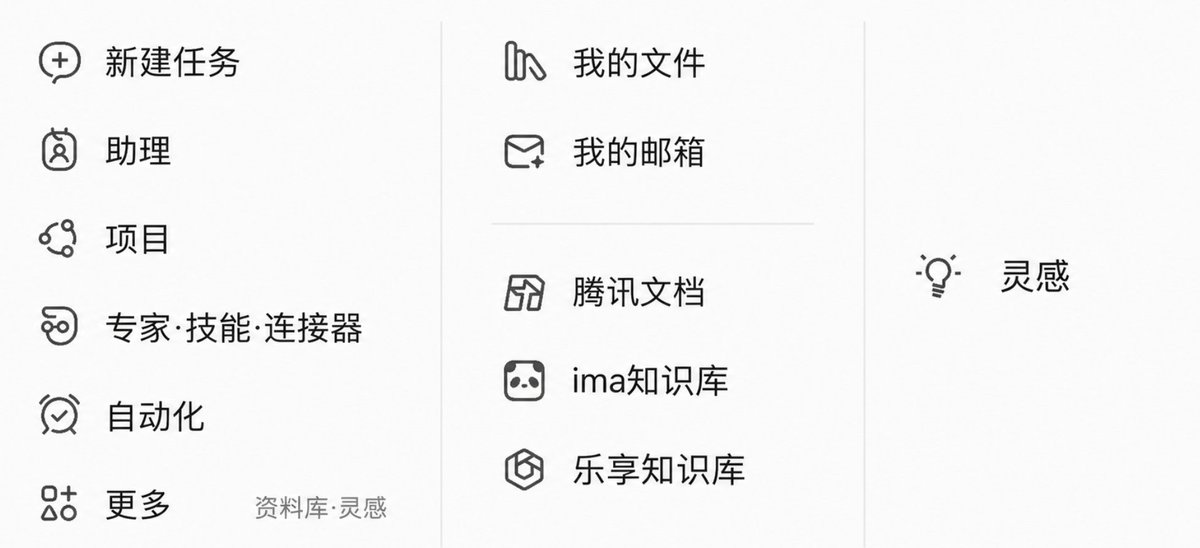 新建任务
助理
项目
专家·技能·连接器
自动化
更多 资料库·灵感
我的文件
我的邮箱
腾讯文档
ima知识库
乐享知识库
灵感